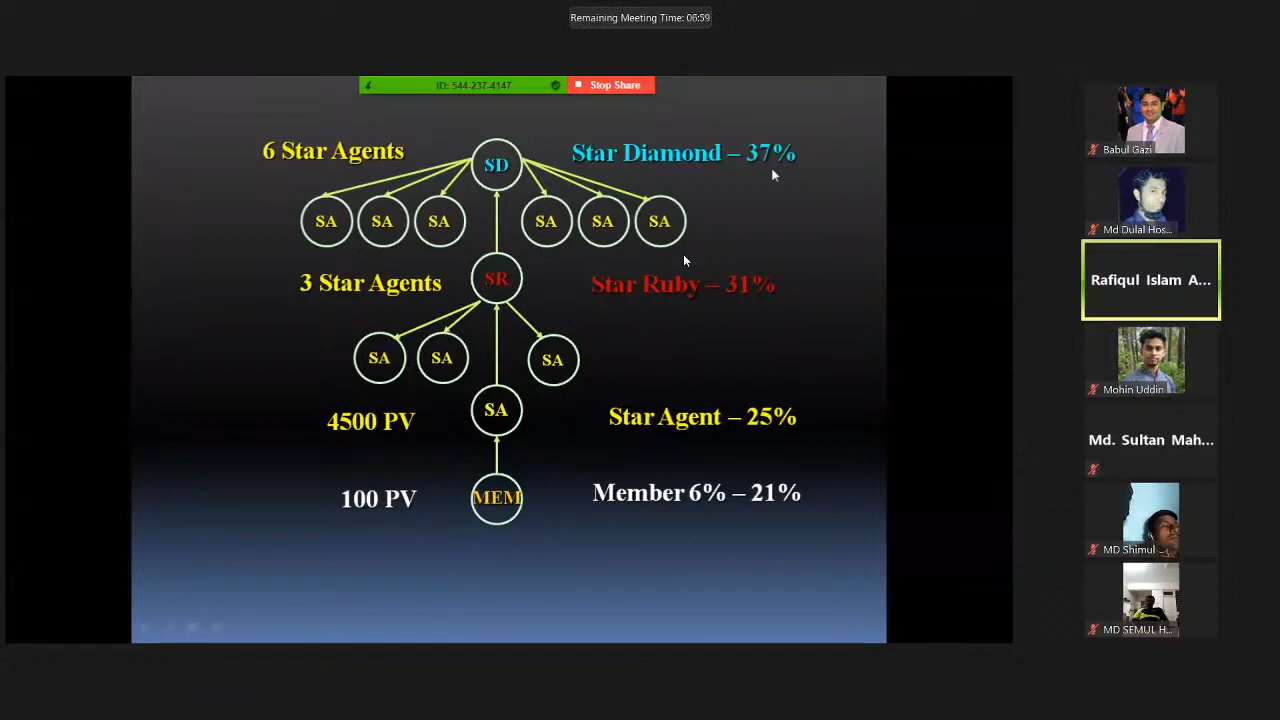 Remaining Meeting Time: 06:59
ID: 544-237-4147
Stop Share
6 Star Agents
SD
Star Diamond – 37%
SA SA SA SA SA SA
3 Star Agents
SR
Star Ruby – 31%
SA SA SA
4500 PV
SA
Star Agent – 25%
100 PV
MEM
Member 6% – 21%
Babul Gazi
Md Dulal Hos...
Rafiqul Islam A...
Mohin Uddin
Md. Sultan Mah...
MD Shimul
MD SEMUL H...